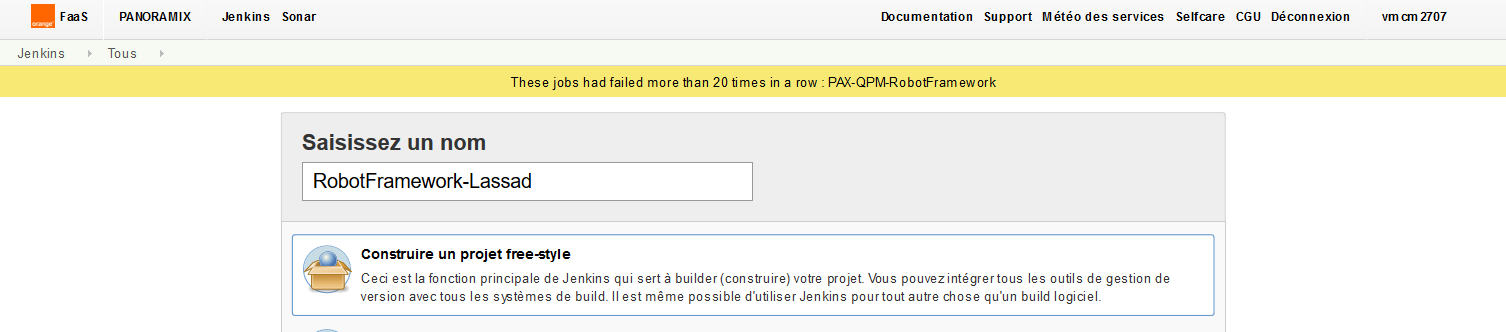 orange FaaS PANORAMIX Jenkins Sonar Documentation Support Météo des services Selfcare CGU Déconnexion vmcm2707
Jenkins Tous
These jobs had failed more than 20 times in a row : PAX-QPM-RobotFramework
Saisissez un nom
RobotFramework-Lassad
Construire un projet free-style
Ceci est la fonction principale de Jenkins qui sert à builder (construire) votre projet. Vous pouvez intégrer tous les outils de gestion de
version avec tous les systèmes de build. Il est même possible d'utiliser Jenkins pour tout autre chose qu'un build logiciel.